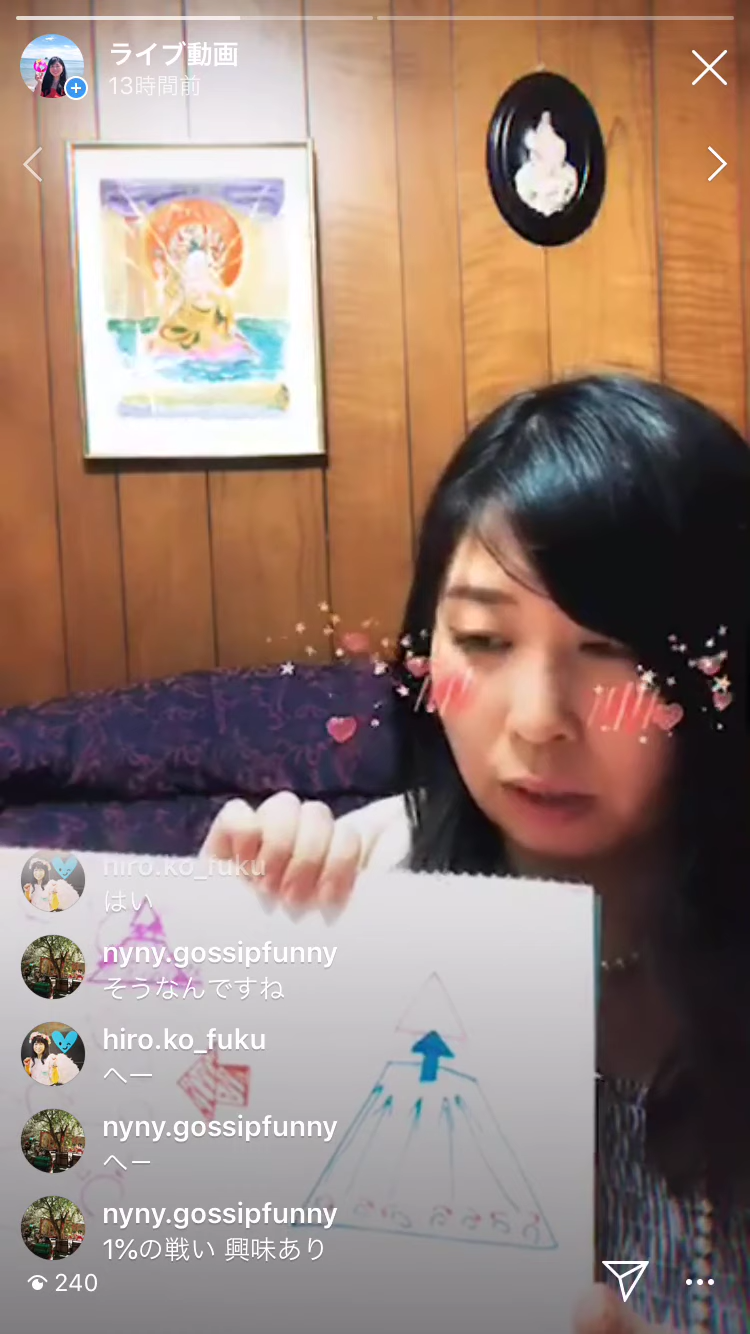 ライブ動画
13時間前
hiro.ko_fuku
はい
nyny.gossipfunny
そうなんですね
hiro.ko_fuku
へー
nyny.gossipfunny
へー
nyny.gossipfunny
1%の戦い 興味あり
240